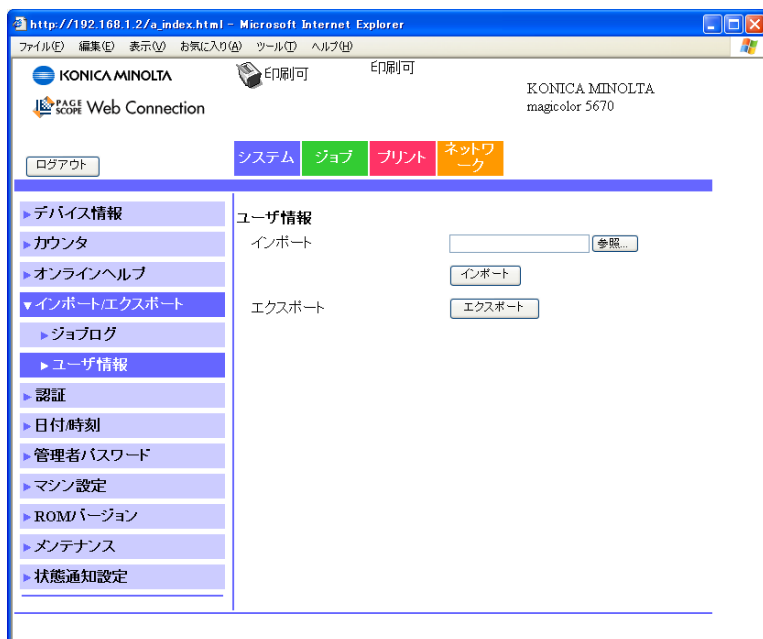 http://192.168.1.2/a_index.html - Microsoft Internet Explorer
ファイル(F) 編集(E) 表示(V) お気に入り(A) ツール(T) ヘルプ(H)
KONICA MINOLTA
印刷可
印刷可
KONICA MINOLTA
magicolor 5670
PAGE SCOPE Web Connection
ログアウト
システム
ジョブ
プリント
ネットワ
ーク
デバイス情報
カウンタ
オンラインヘルプ
インポート/エクスポート
ジョブログ
ユーザ情報
認証
日付/時刻
管理者パスワード
マシン設定
ROMバージョン
メンテナンス
状態通知設定
ユーザ情報
インポート
参照...
インポート
エクスポート
エクスポート